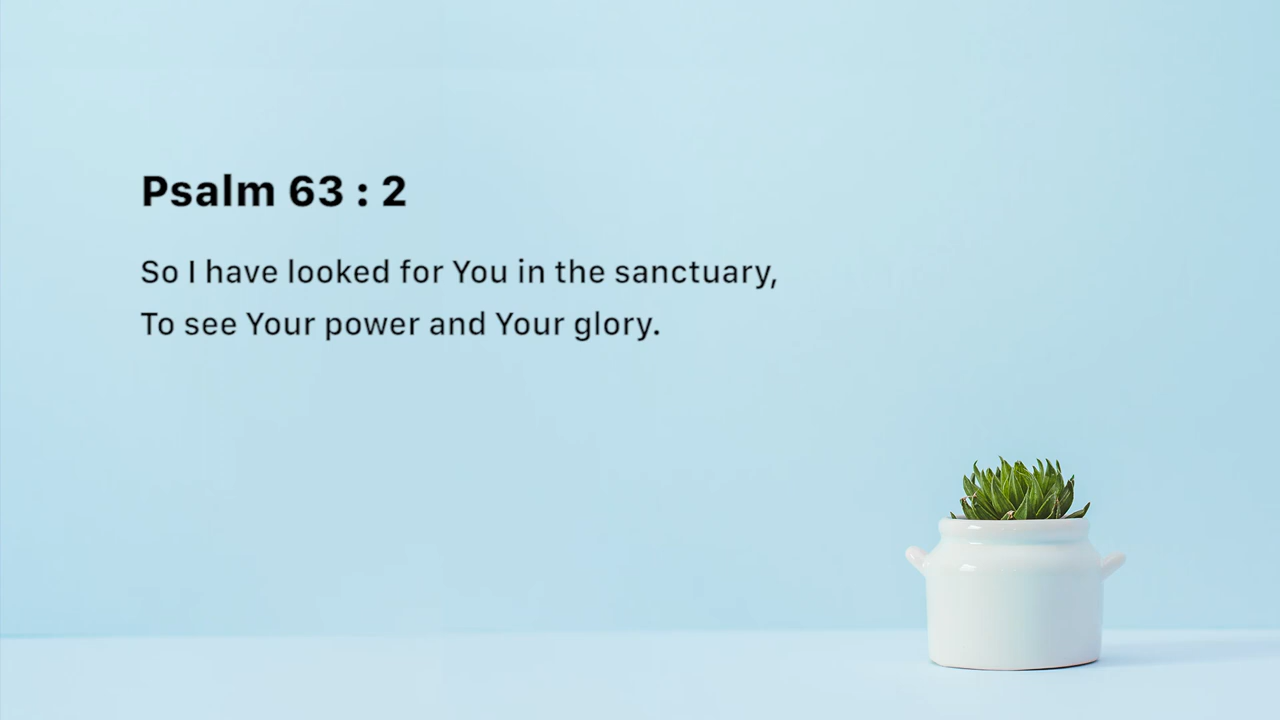 Psalm 63 : 2
So I have looked for You in the sanctuary,
To see Your power and Your glory.